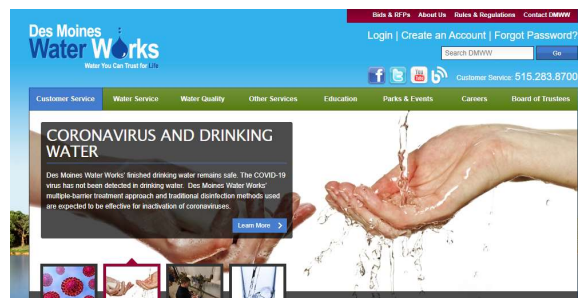 Bids & RFPs About Us Rules & Regulations Contact DMWW
Des Moines
Water Works
Water You Can Trust for Life
Login | Create an Account | Forgot Password?
Search DMWW Go
f You Tube
Customer Service: 515.283.8700
Customer Service Water Service Water Quality Other Services Education Parks & Events Careers Board of Trustees
CORONAVIRUS AND DRINKING
WATER
Des Moines Water Works' finished drinking water remains safe. The COVID-19
virus has not been detected in drinking water. Des Moines Water Works'
multiple-barrier treatment approach and traditional disinfection methods used
are expected to be effective for inactivation of coronaviruses.
Learn More